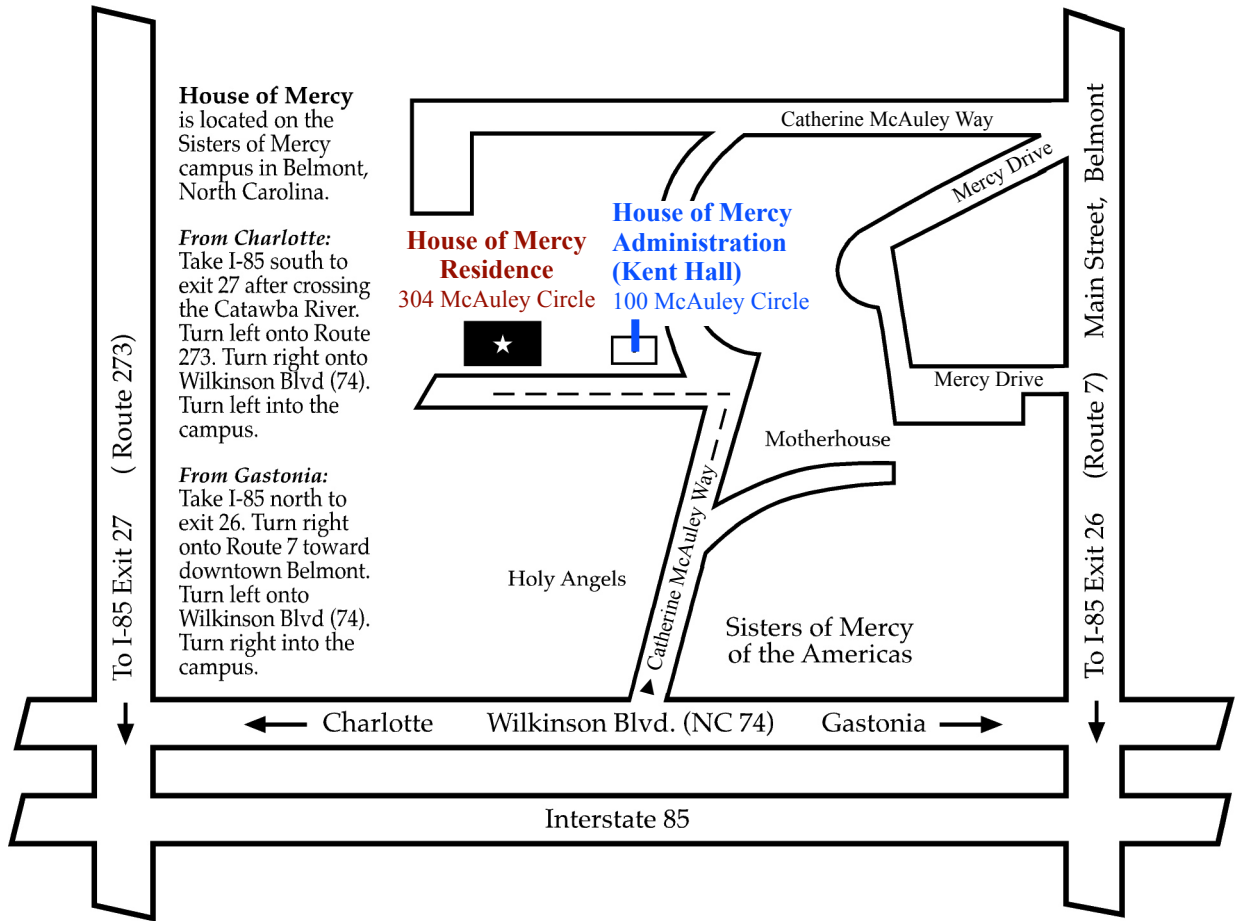 House of Mercy
is located on the
Sisters of Mercy
campus in Belmont,
North Carolina.
From Charlotte:
Take I-85 south to
exit 27 after crossing
the Catawba River.
Turn left onto Route
273. Turn right onto
Wilkinson Blvd (74).
Turn left into the
campus.
From Gastonia:
Take I-85 north to
exit 26. Turn right
onto Route 7 toward
downtown Belmont.
Turn left onto
Wilkinson Blvd (74).
Turn right into the
campus.
To I-85 Exit 27 ( Route 273)
Catherine McAuley Way
Mercy Drive
House of Mercy
Residence
304 McAuley Circle
House of Mercy
Administration
(Kent Hall)
100 McAuley Circle
Mercy Drive
Motherhouse
Catherine McAuley Way
Holy Angels
Sisters of Mercy
of the Americas
To I-85 Exit 26 (Route 7) Main Street, Belmont
Charlotte Wilkinson Blvd. (NC 74) Gastonia
Interstate 85